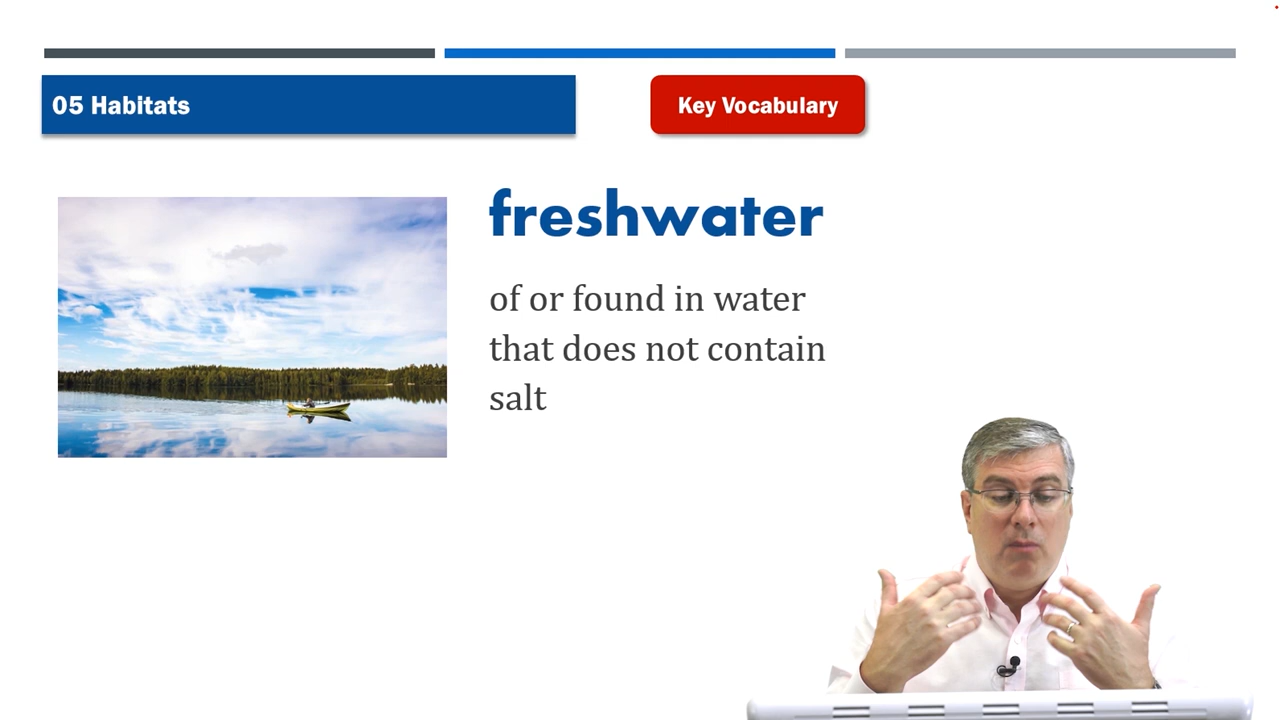 05 Habitats
Key Vocabulary
freshwater
of or found in water
that does not contain
salt